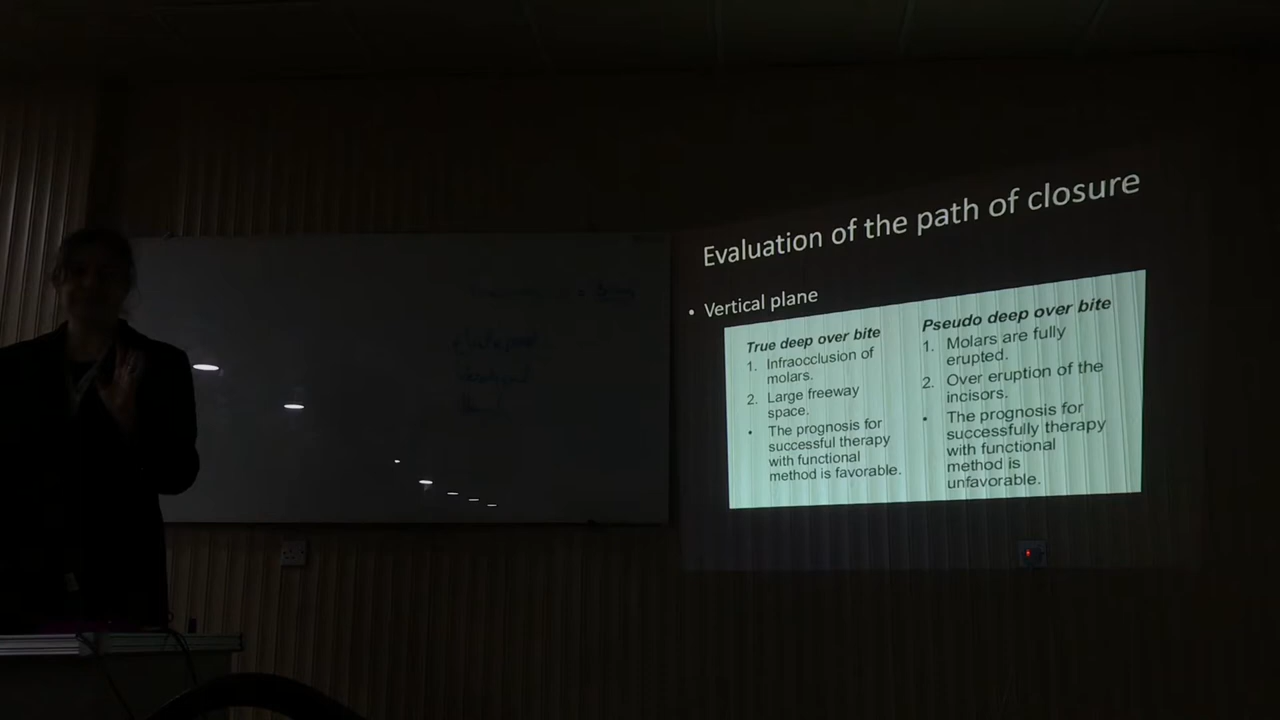 Evaluation of the path of closure
• Vertical plane
True deep over bite
1. Infraocclusion of
molars.
2. Large freeway
space.
• The prognosis for
successful therapy
with functional
method is favorable.
Pseudo deep over bite
1. Molars are fully
erupted.
2. Over eruption of the
incisors.
• The prognosis for
successfully therapy
with functional
method is
unfavorable.